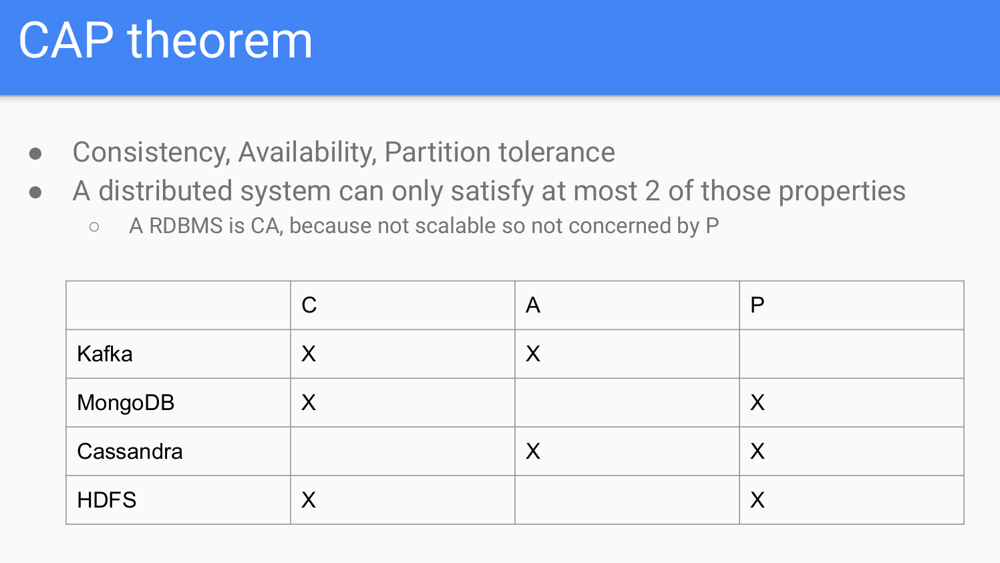 CAP theorem
● Consistency, Availability, Partition tolerance
● A distributed system can only satisfy at most 2 of those properties
○ A RDBMS is CA, because not scalable so not concerned by P
C A P
Kafka X X
MongoDB X X
Cassandra X X
HDFS X X